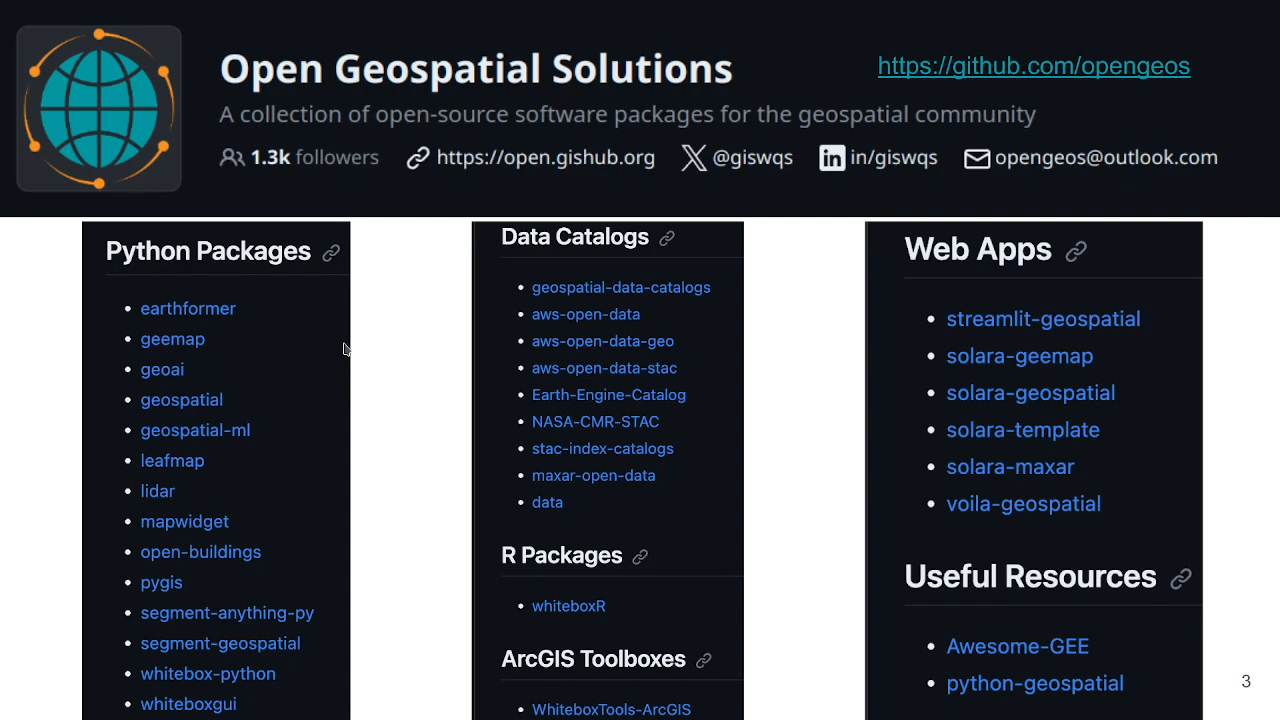 Open Geospatial Solutions
https://github.com/opengeos
A collection of open-source software packages for the geospatial community
1.3k followers https://open.gishub.org @giswqs in/giswqs opengeos@outlook.com
Python Packages
earthformer
geemap
geoai
geospatial
geospatial-ml
leafmap
lidar
mapwidget
open-buildings
pygis
segment-anything-py
segment-geospatial
whitebox-python
whiteboxgui
Data Catalogs
geospatial-data-catalogs
aws-open-data
aws-open-data-geo
aws-open-data-stac
Earth-Engine-Catalog
NASA-CMR-STAC
stac-index-catalogs
maxar-open-data
data
R Packages
whiteboxR
ArcGIS Toolboxes
WhiteboxTools-ArcGIS
Web Apps
streamlit-geospatial
solara-geemap
solara-geospatial
solara-template
solara-maxar
voila-geospatial
Useful Resources
Awesome-GEE
python-geospatial
3